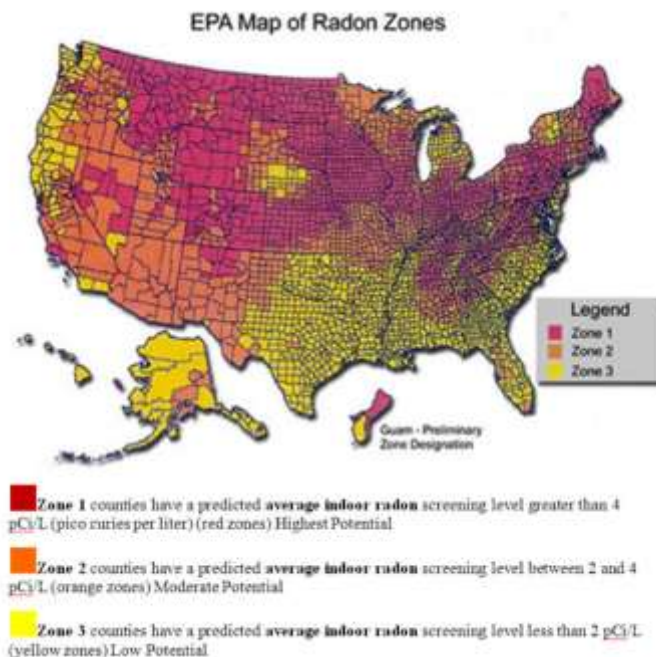 EPA Map of Radon Zones
Legend
Zone 1
Zone 2
Zone 3
Guam - Preliminary
Zone Designation
Zone 1 counties have a predicted average indoor radon screening level greater than 4
pCi/L (pico curies per liter) (red zones) Highest Potential
Zone 2 counties have a predicted average indoor radon screening level between 2 and 4
pCi/L (orange zones) Moderate Potential
Zone 3 counties have a predicted average indoor radon screening level less than 2 pCi/L
(yellow zones) Low Potential